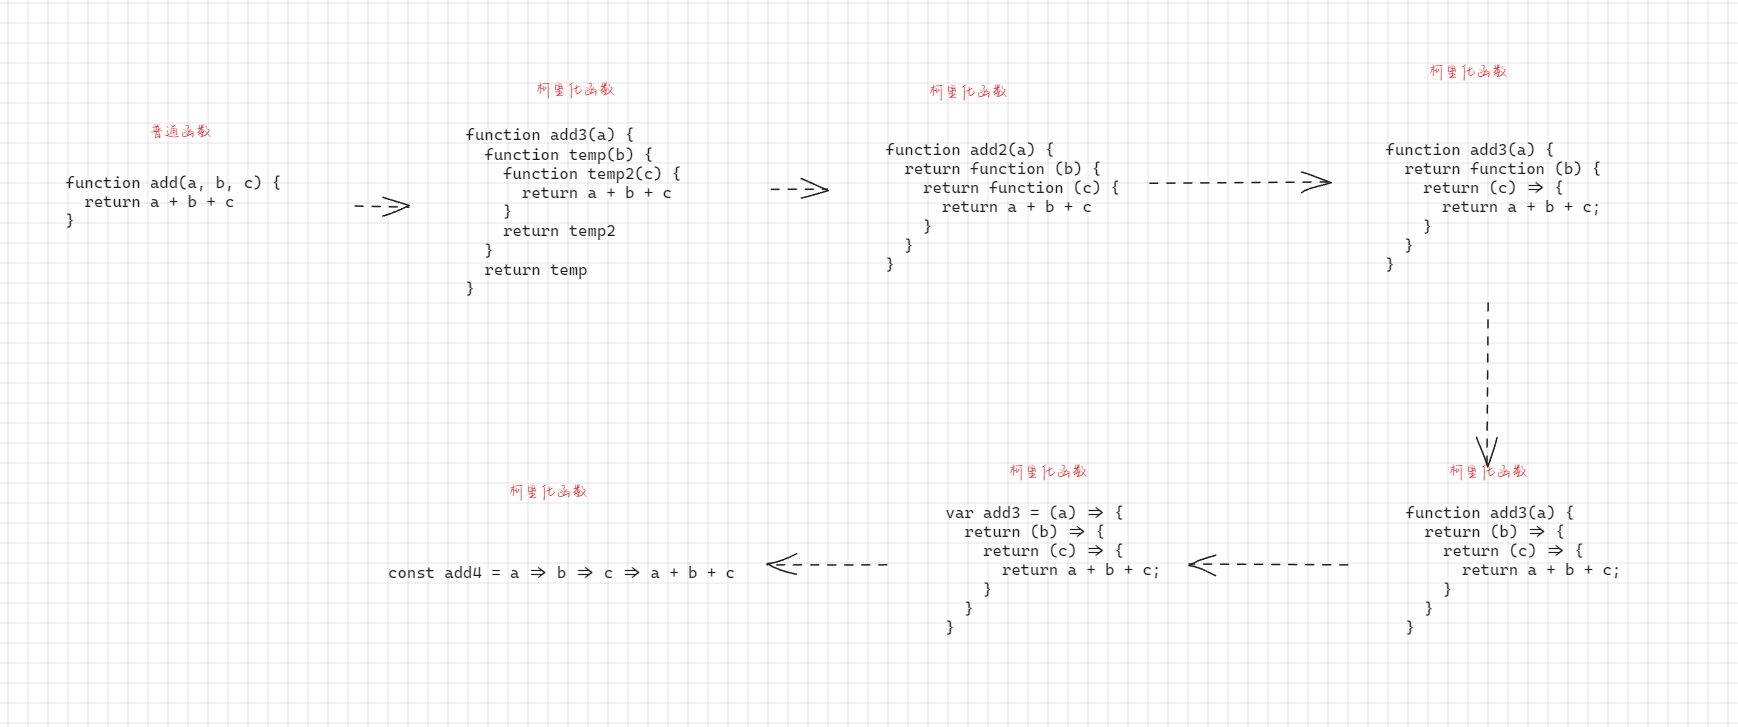 普通函数
function add(a, b, c) {
  return a + b + c
}
柯里化函数
function add3(a) {
  function temp(b) {
    function temp2(c) {
      return a + b + c
    }
    return temp2
  }
  return temp
}
柯里化函数
function add2(a) {
  return function (b) {
    return function (c) {
      return a + b + c
    }
  }
}
柯里化函数
function add3(a) {
  return function (b) {
    return (c) => {
      return a + b + c;
    }
  }
}
柯里化函数
function add3(a) {
  return (b) => {
    return (c) => {
      return a + b + c;
    }
  }
}
柯里化函数
var add3 = (a) => {
  return (b) => {
    return (c) => {
      return a + b + c;
    }
  }
}
柯里化函数
const add4 = a => b => c => a + b + c